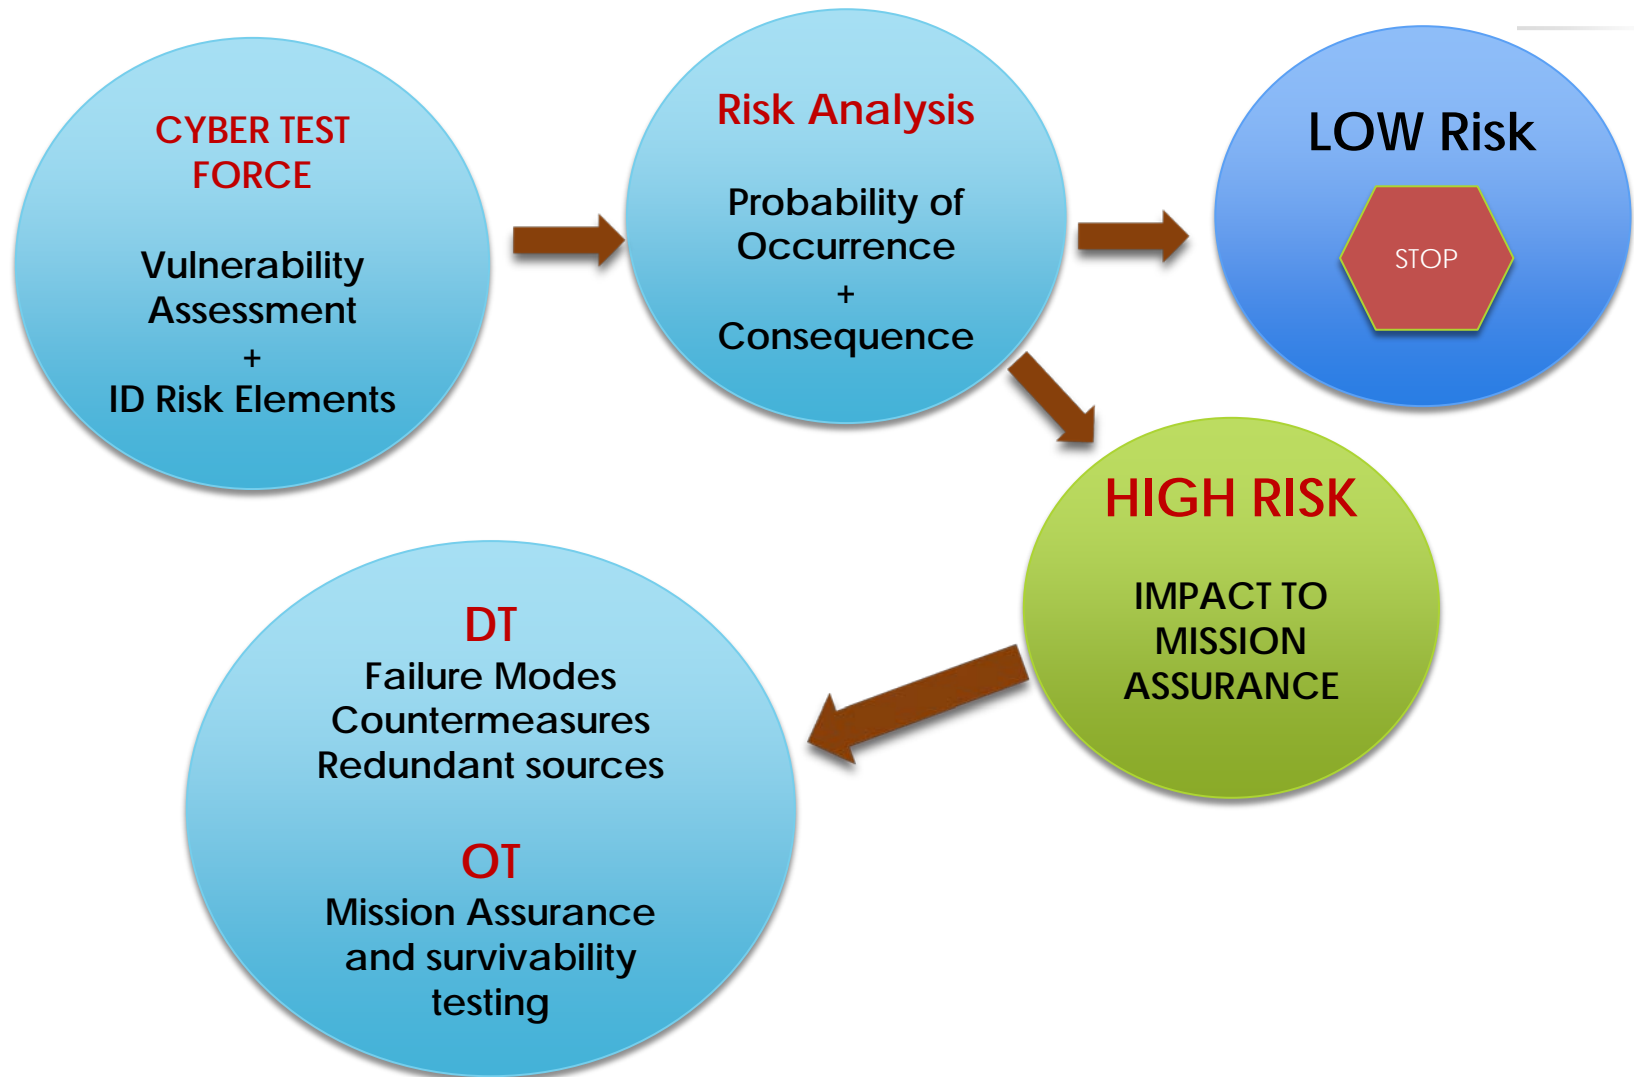 CYBER TEST
FORCE
Vulnerability
Assessment
+
ID Risk Elements
Risk Analysis
Probability of
Occurrence
+
Consequence
LOW Risk
STOP
HIGH RISK
IMPACT TO
MISSION
ASSURANCE
DT
Failure Modes
Countermeasures
Redundant sources
OT
Mission Assurance
and survivability
testing